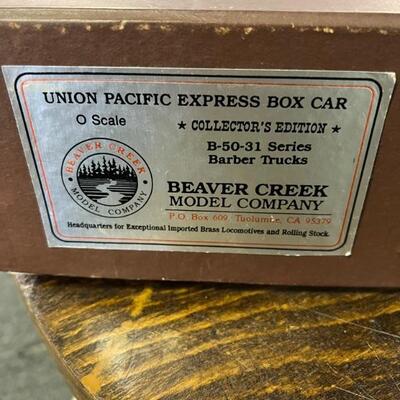 UNION PACIFIC EXPRESS BOX CAR
O Scale
★ COLLECTOR'S EDITION ★
B-50-31 Series
Barber Trucks
BEAVER CREEK
MODEL COMPANY
BEAVER CREEK
MODEL COMPANY
P.O. Box 609, Tuolumne, CA 95379
Headquarters for Exceptional Imported Brass Locomotives and Rolling Stock.